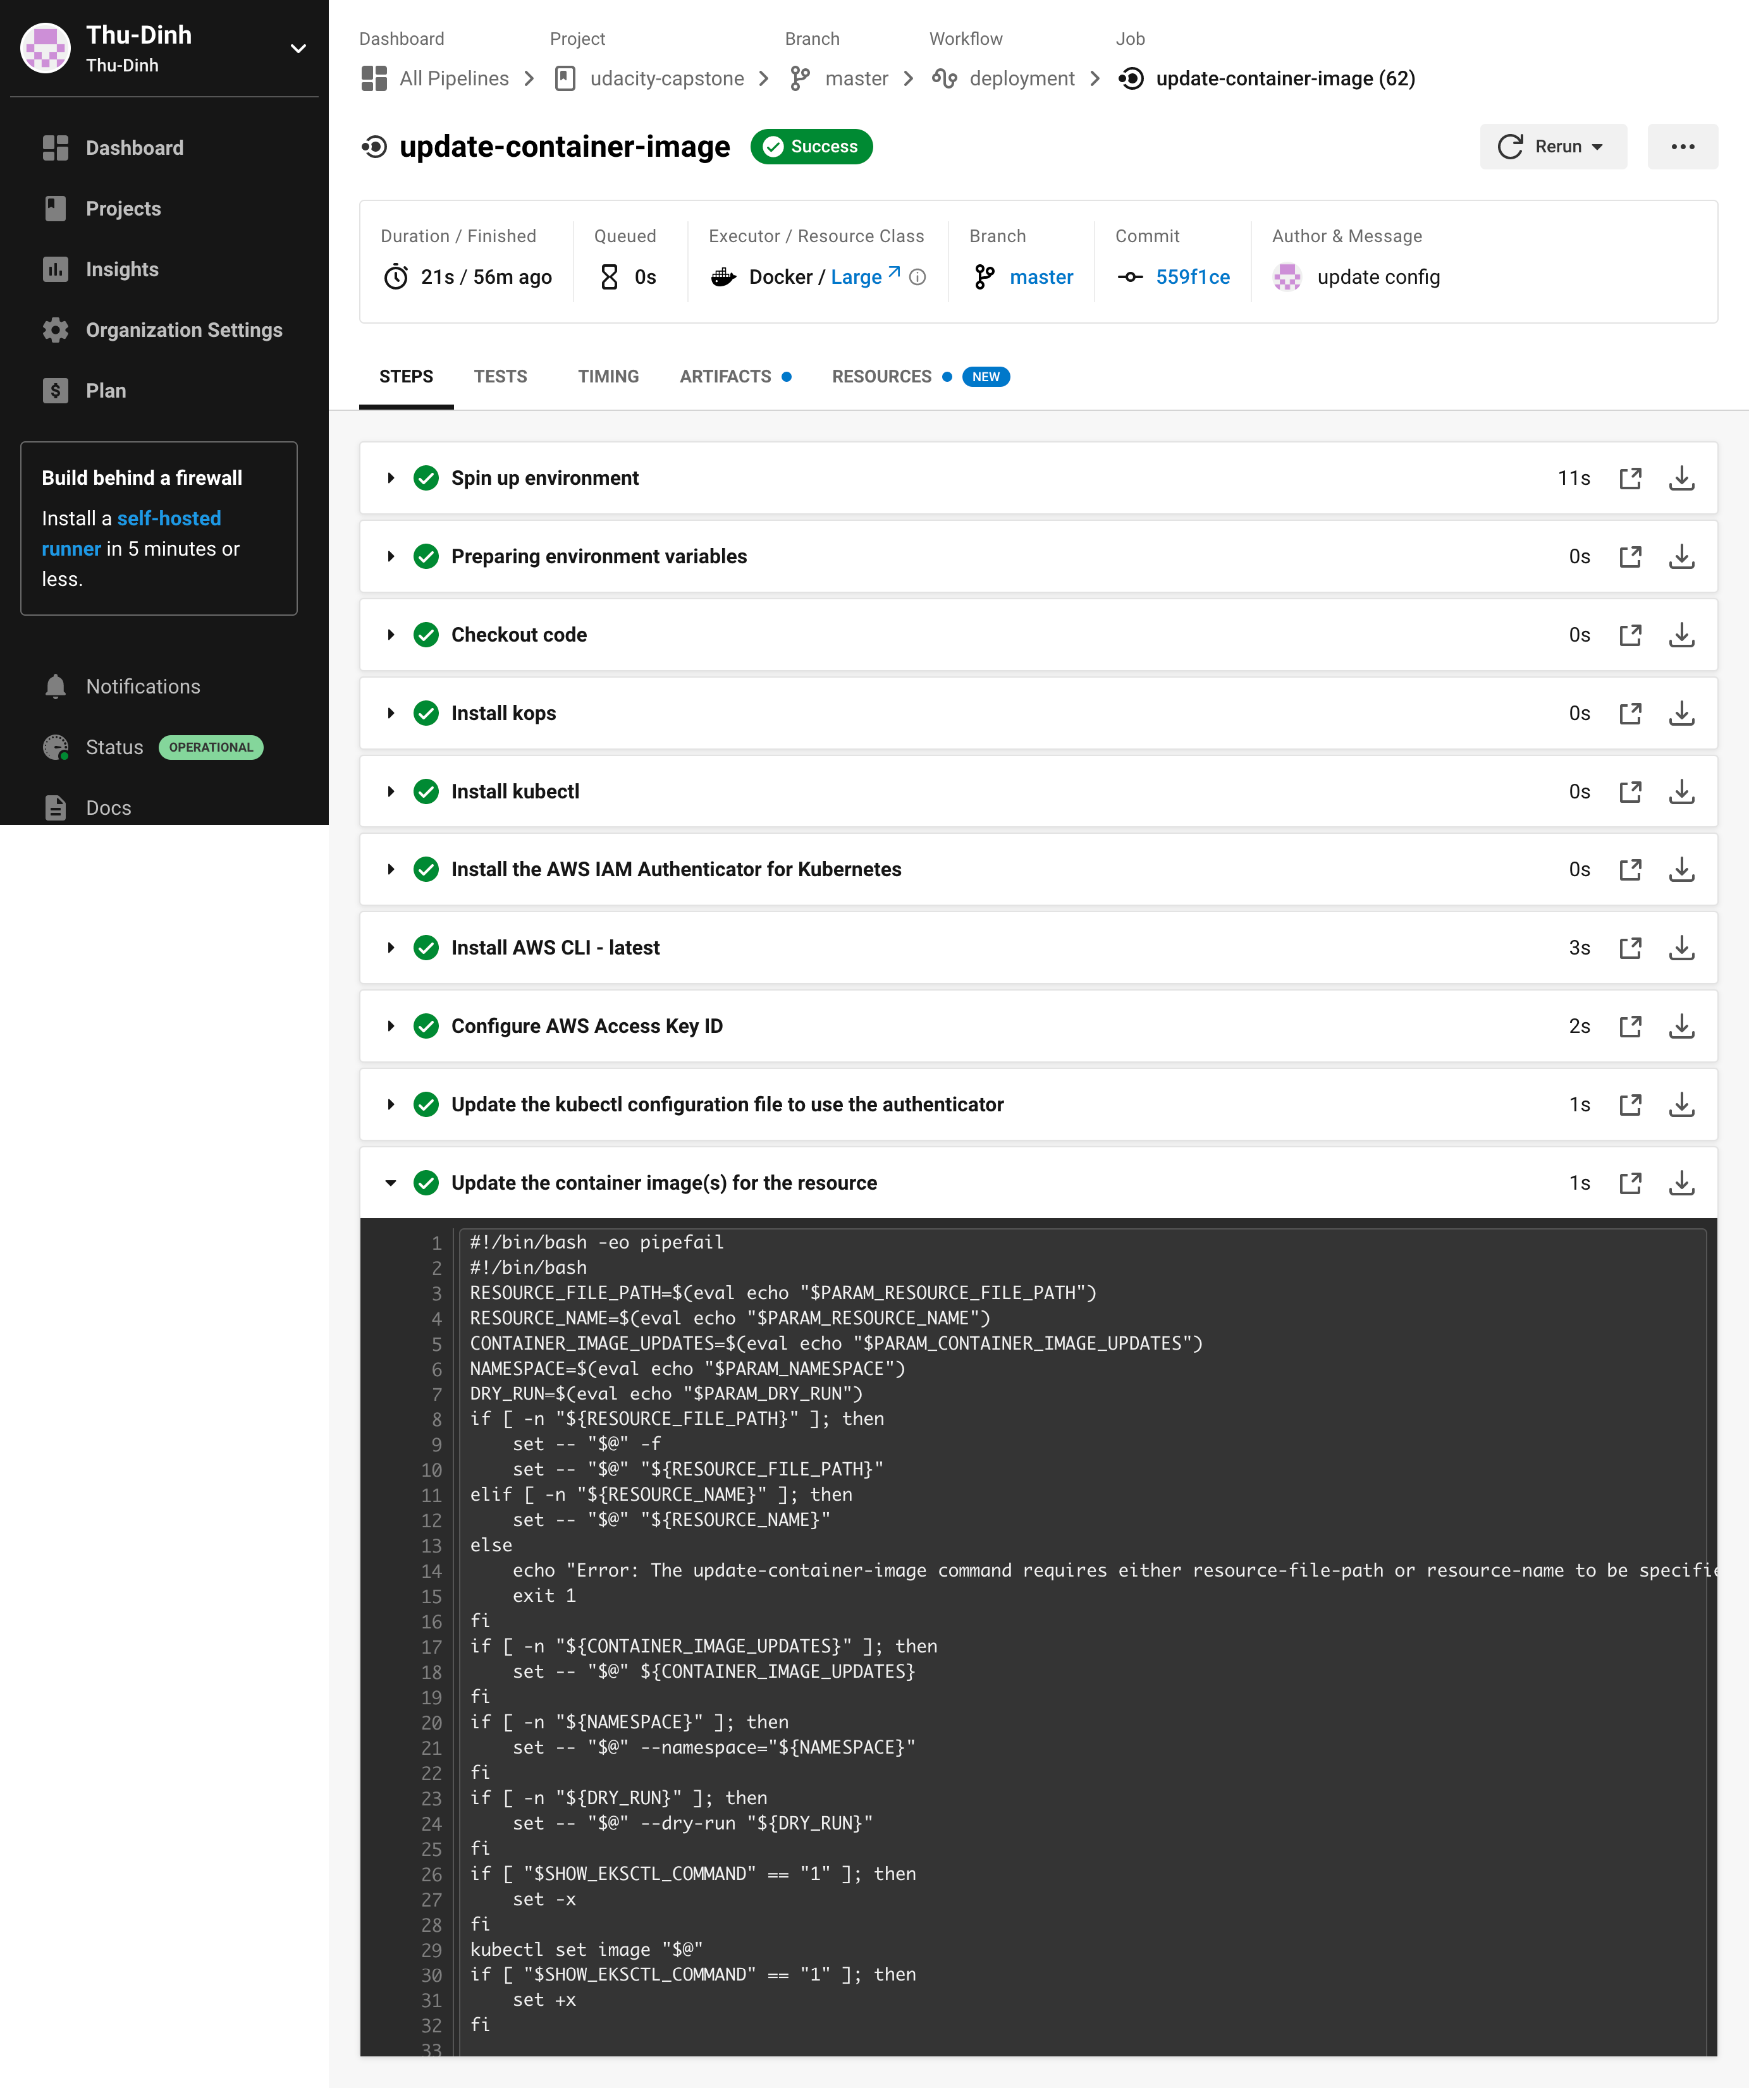 Thu-Dinh
Thu-Dinh
Dashboard
Projects
Insights
Organization Settings
Plan
Build behind a firewall
Install a self-hosted
runner in 5 minutes or
less.
Notifications
Status OPERATIONAL
Docs
Dashboard Project Branch Workflow Job
All Pipelines udacity-capstone master deployment update-container-image (62)
update-container-image Success Rerun
Duration / Finished Queued Executor / Resource Class Branch Commit Author & Message
21s / 56m ago 0s Docker / Large master 559f1ce update config
STEPS TESTS TIMING ARTIFACTS RESOURCES NEW
Spin up environment 11s
Preparing environment variables 0s
Checkout code 0s
Install kops 0s
Install kubectl 0s
Install the AWS IAM Authenticator for Kubernetes 0s
Install AWS CLI - latest 3s
Configure AWS Access Key ID 2s
Update the kubectl configuration file to use the authenticator 1s
Update the container image(s) for the resource 1s
1 #!/bin/bash -eo pipefail
2 #!/bin/bash
3 RESOURCE_FILE_PATH=$(eval echo "$PARAM_RESOURCE_FILE_PATH")
4 RESOURCE_NAME=$(eval echo "$PARAM_RESOURCE_NAME")
5 CONTAINER_IMAGE_UPDATES=$(eval echo "$PARAM_CONTAINER_IMAGE_UPDATES")
6 NAMESPACE=$(eval echo "$PARAM_NAMESPACE")
7 DRY_RUN=$(eval echo "$PARAM_DRY_RUN")
8 if [ -n "${RESOURCE_FILE_PATH}" ]; then
9     set -- "$@" -f
10     set -- "$@" "${RESOURCE_FILE_PATH}"
11 elif [ -n "${RESOURCE_NAME}" ]; then
12     set -- "$@" "${RESOURCE_NAME}"
13 else
14     echo "Error: The update-container-image command requires either resource-file-path or resource-name to be specifie
15     exit 1
16 fi
17 if [ -n "${CONTAINER_IMAGE_UPDATES}" ]; then
18     set -- "$@" ${CONTAINER_IMAGE_UPDATES}
19 fi
20 if [ -n "${NAMESPACE}" ]; then
21     set -- "$@" --namespace="${NAMESPACE}"
22 fi
23 if [ -n "${DRY_RUN}" ]; then
24     set -- "$@" --dry-run "${DRY_RUN}"
25 fi
26 if [ "$SHOW_EKSCTL_COMMAND" == "1" ]; then
27     set -x
28 fi
29 kubectl set image "$@"
30 if [ "$SHOW_EKSCTL_COMMAND" == "1" ]; then
31     set +x
32 fi
33